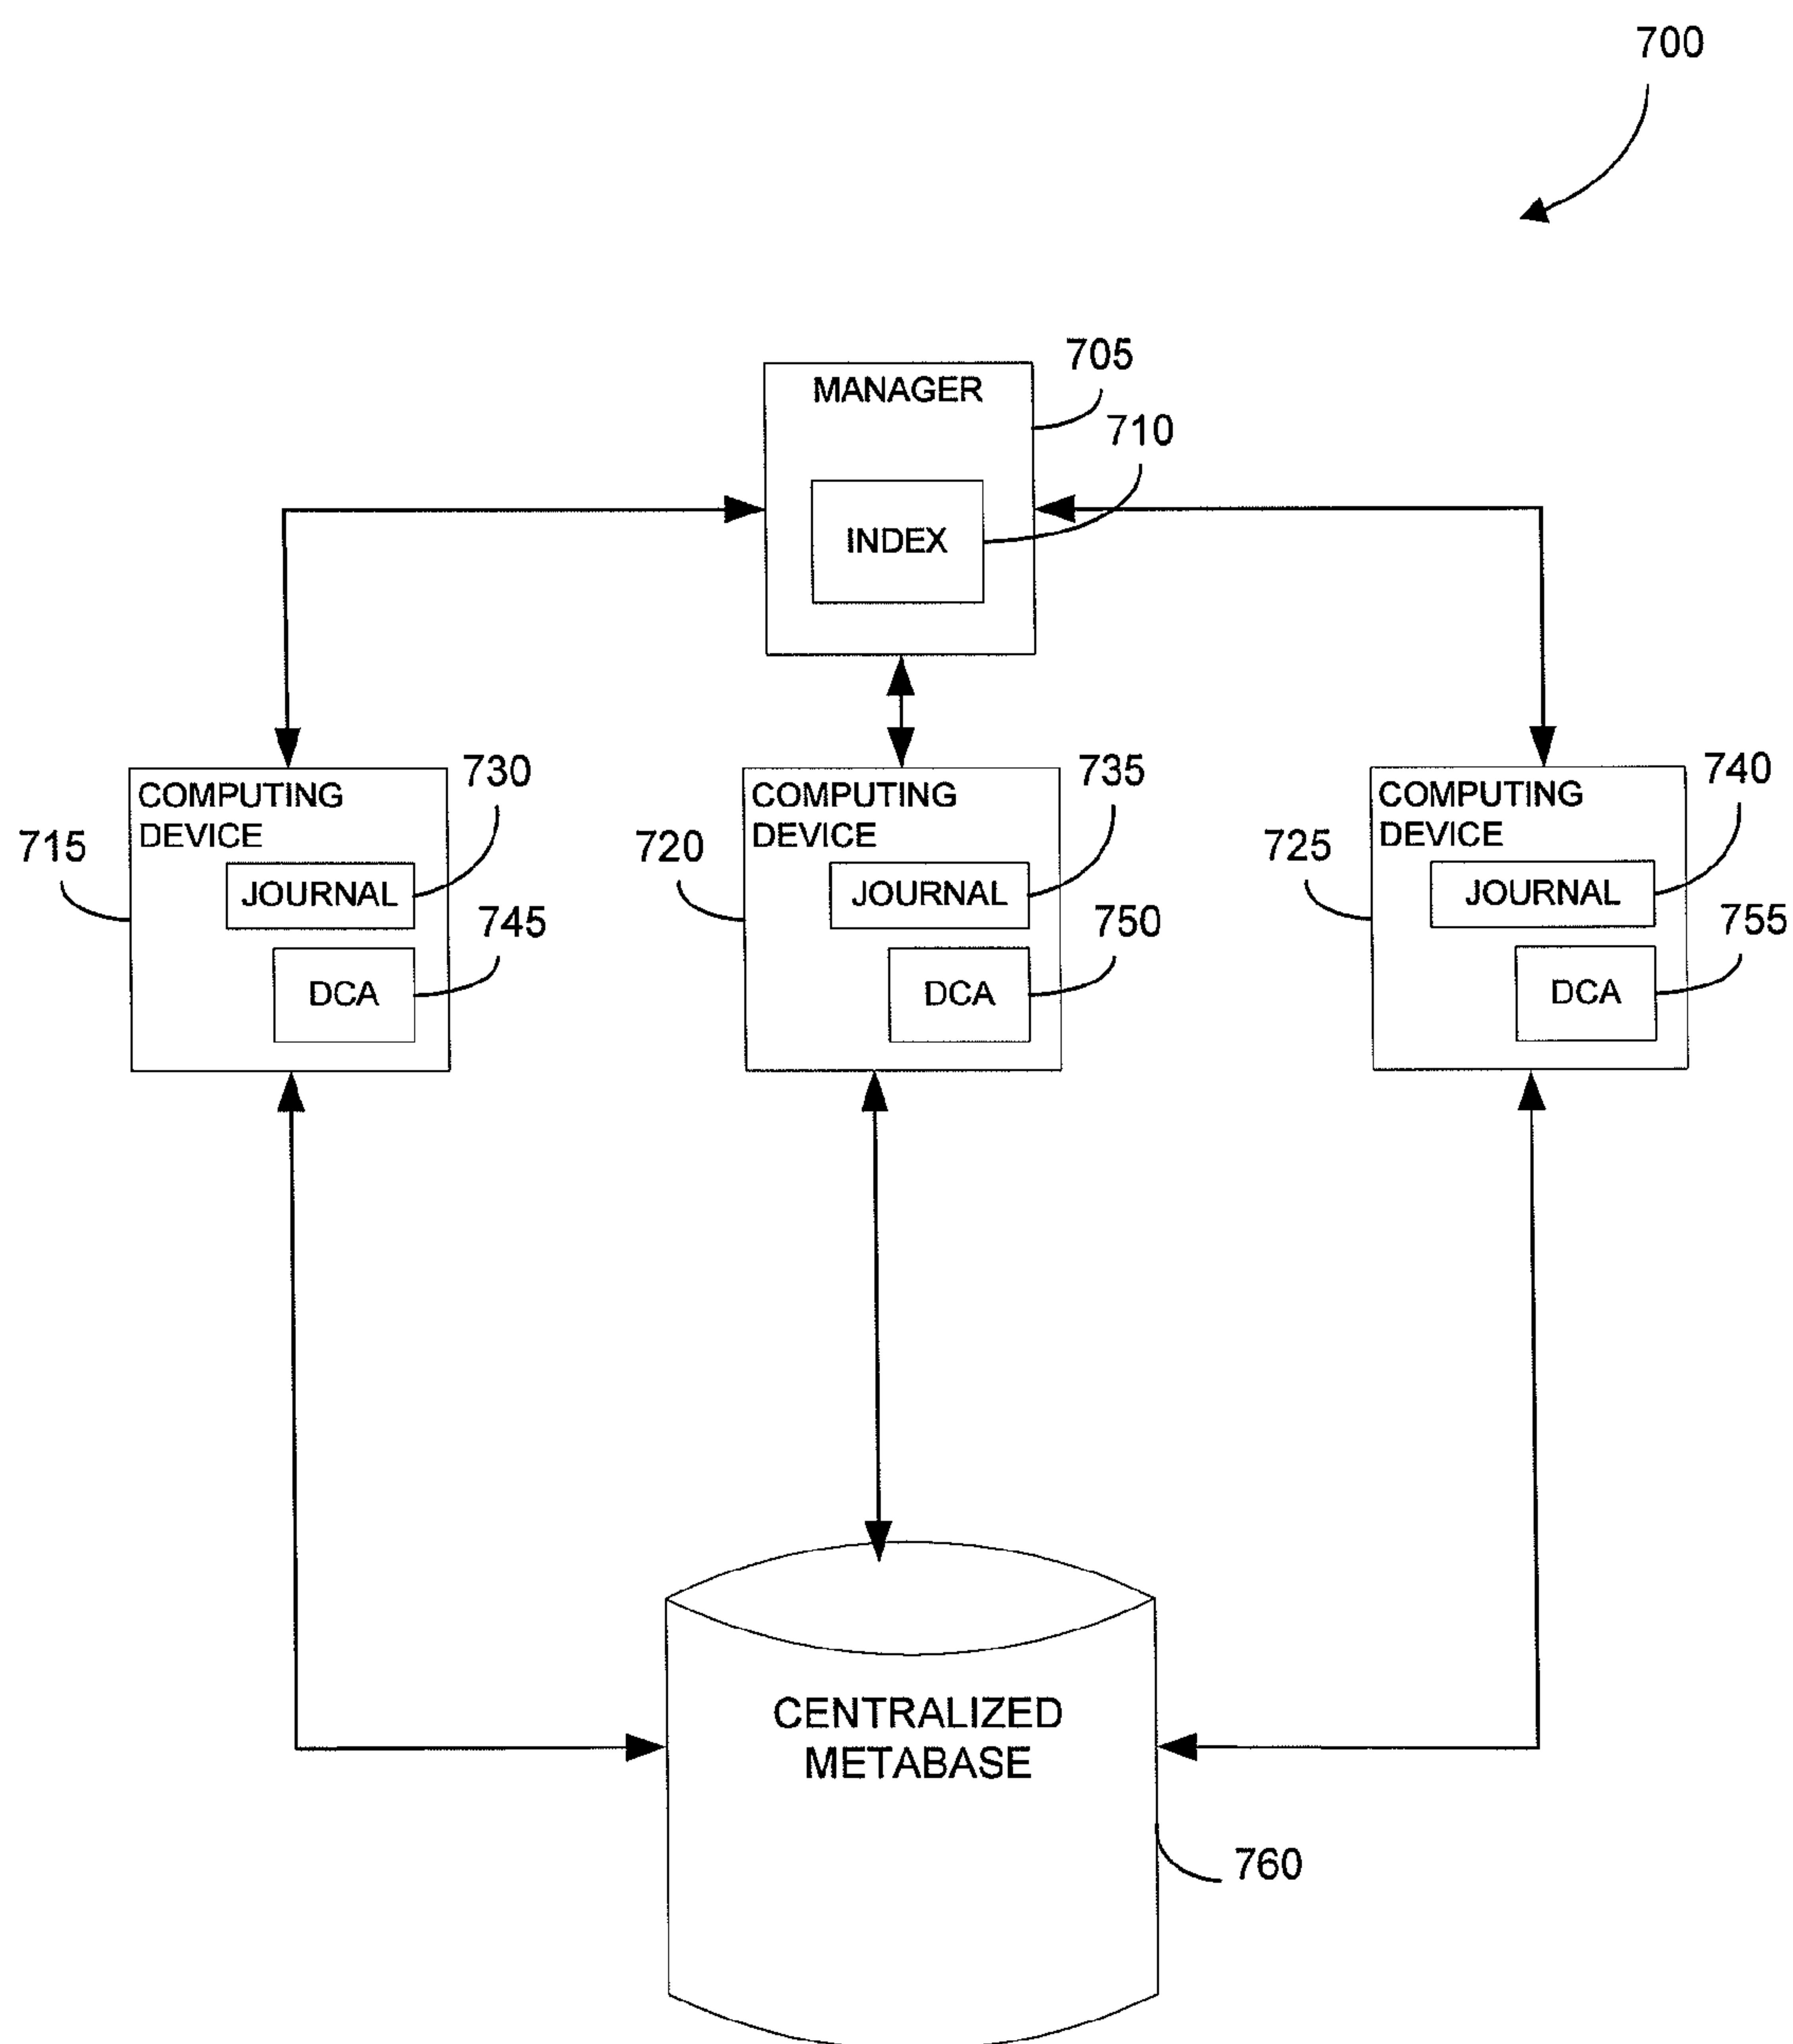 700
705
MANAGER
710
INDEX
730
735
740
COMPUTING
DEVICE
COMPUTING
DEVICE
COMPUTING
DEVICE
715
720
725
JOURNAL
JOURNAL
JOURNAL
745
750
755
DCA
DCA
DCA
CENTRALIZED
METABASE
760